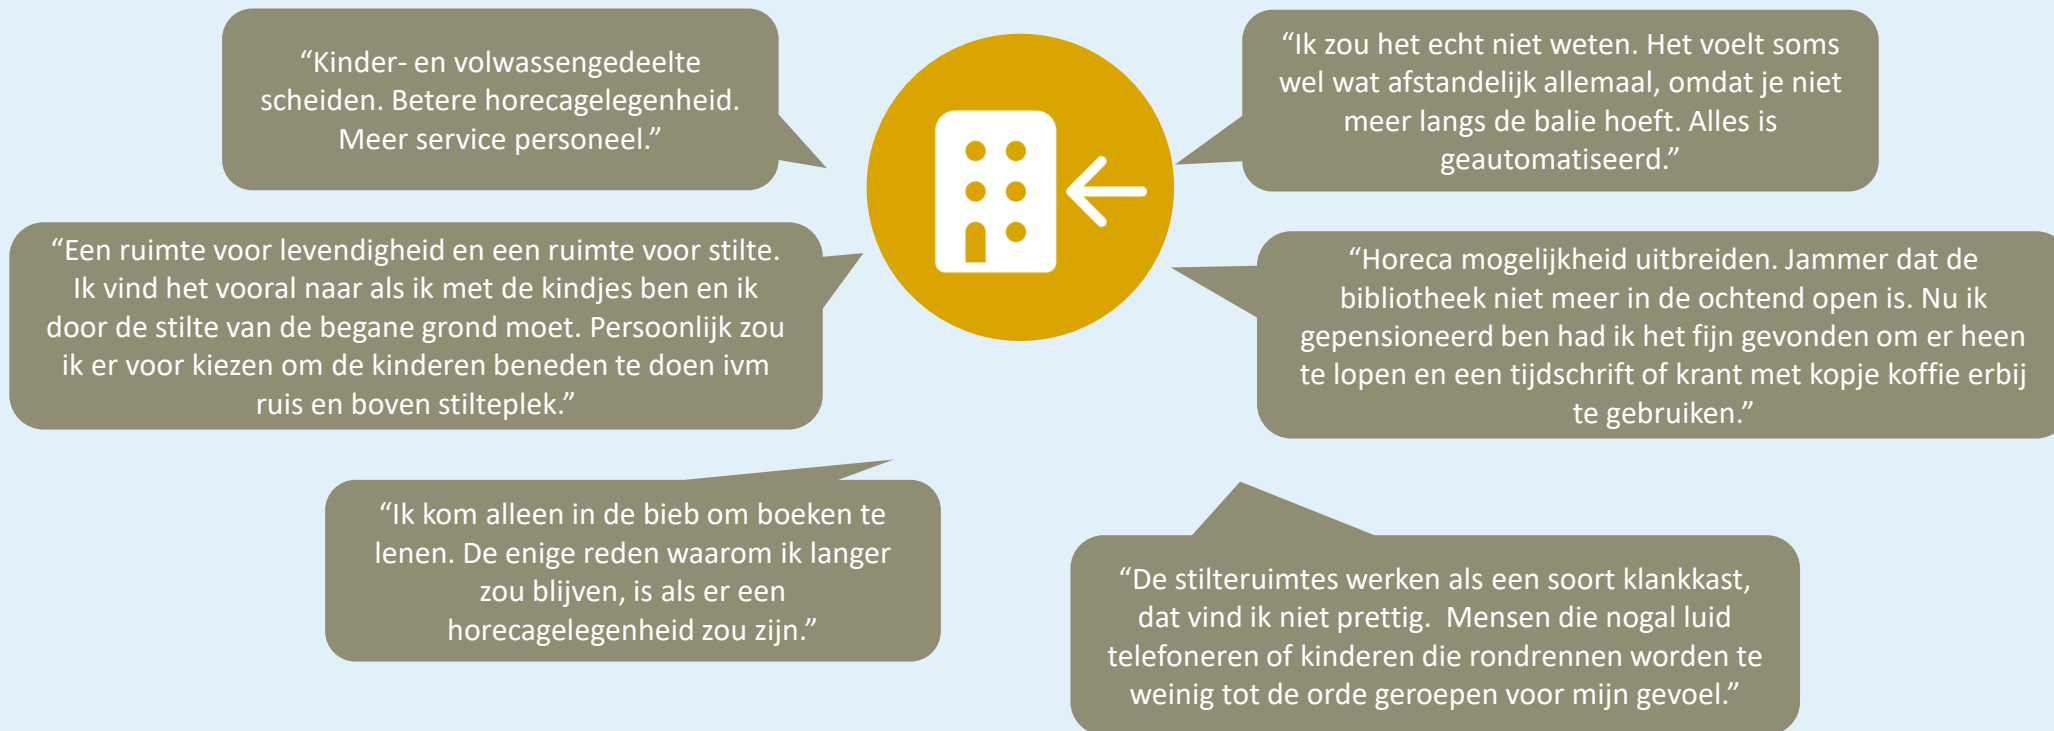 “Kinder- en volwassengedeelte
scheiden. Betere horecagelegenheid.
Meer service personeel.”
“Ik zou het echt niet weten. Het voelt soms
wel wat afstandelijk allemaal, omdat je niet
meer langs de balie hoeft. Alles is
geautomatiseerd.”
“Een ruimte voor levendigheid en een ruimte voor stilte.
Ik vind het vooral naar als ik met de kindjes ben en ik
door de stilte van de begane grond moet. Persoonlijk zou
ik er voor kiezen om de kinderen beneden te doen ivm
ruis en boven stilteplek.”
“Horeca mogelijkheid uitbreiden. Jammer dat de
bibliotheek niet meer in de ochtend open is. Nu ik
gepensioneerd ben had ik het fijn gevonden om er heen
te lopen en een tijdschrift of krant met kopje koffie erbij
te gebruiken.”
“Ik kom alleen in de bieb om boeken te
lenen. De enige reden waarom ik langer
zou blijven, is als er een
horecagelegenheid zou zijn.”
“De stilteruimtes werken als een soort klankkast,
dat vind ik niet prettig.  Mensen die nogal luid
telefoneren of kinderen die rondrennen worden te
weinig tot de orde geroepen voor mijn gevoel.”